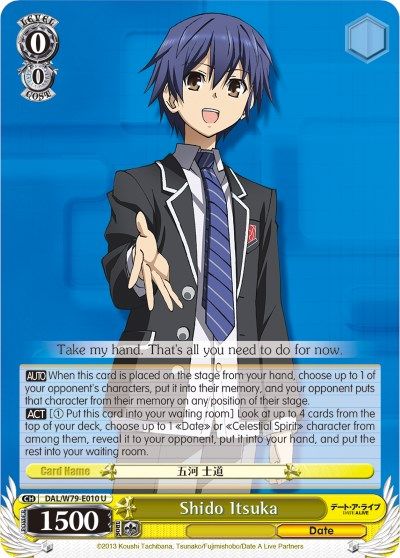 LEVEL
0
0
COST
Take my hand. That's all you need to do for now.
AUTO When this card is placed on the stage from your hand, choose up to 1 of
your opponent's characters, put it into their memory, and your opponent puts
that character from their memory on any position of their stage.
ACT [① Put this card into your waiting room] Look at up to 4 cards from the
top of your deck, choose up to 1 «Date» or «Celestial Spirit» character from
among them, reveal it to your opponent, put it into your hand, and put the
rest into your waiting room.
Card Name 五河 士道
CH DAL/W79-E010 U
Shido Itsuka
デート・ア・ライブ
DATE A LIVE
POWER 1500 SOUL
Date
©2013 Koushi Tachibana, Tsunako/Fujimishobo/Date A Live Partners